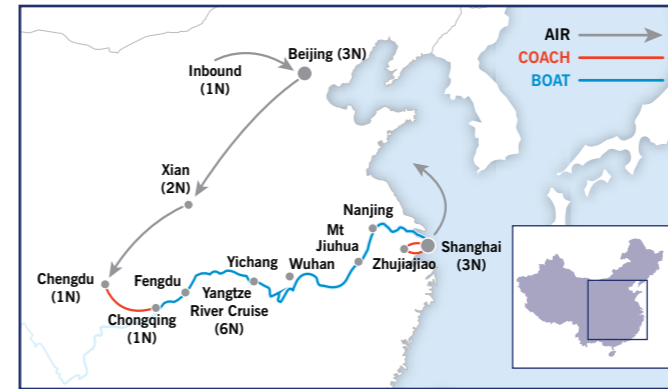 AIR
COACH
BOAT
Beijing (3N)
Inbound
(1N)
Xian
(2N)
Nanjing
Mt
Jiuhua
Shanghai
(3N)
Zhujiajiao
Wuhan
Yichang
Yangtze
River Cruise
(6N)
Fengdu
Chengdu
(1N)
Chongqing
(1N)